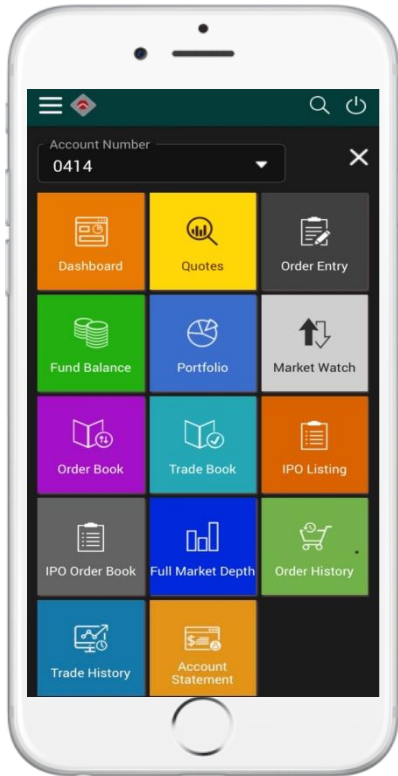 Account Number
0414
Dashboard
Quotes
Order Entry
Fund Balance
Portfolio
Market Watch
Order Book
Trade Book
IPO Listing
IPO Order Book
Full Market Depth
Order History
Trade History
Account
Statement